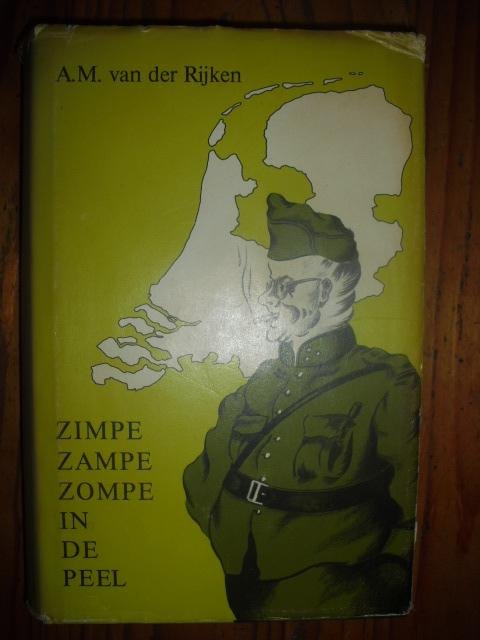 A.M. van der Rijken
ZIMPE
ZAMPE
ZOMPE
IN
DE
PEEL